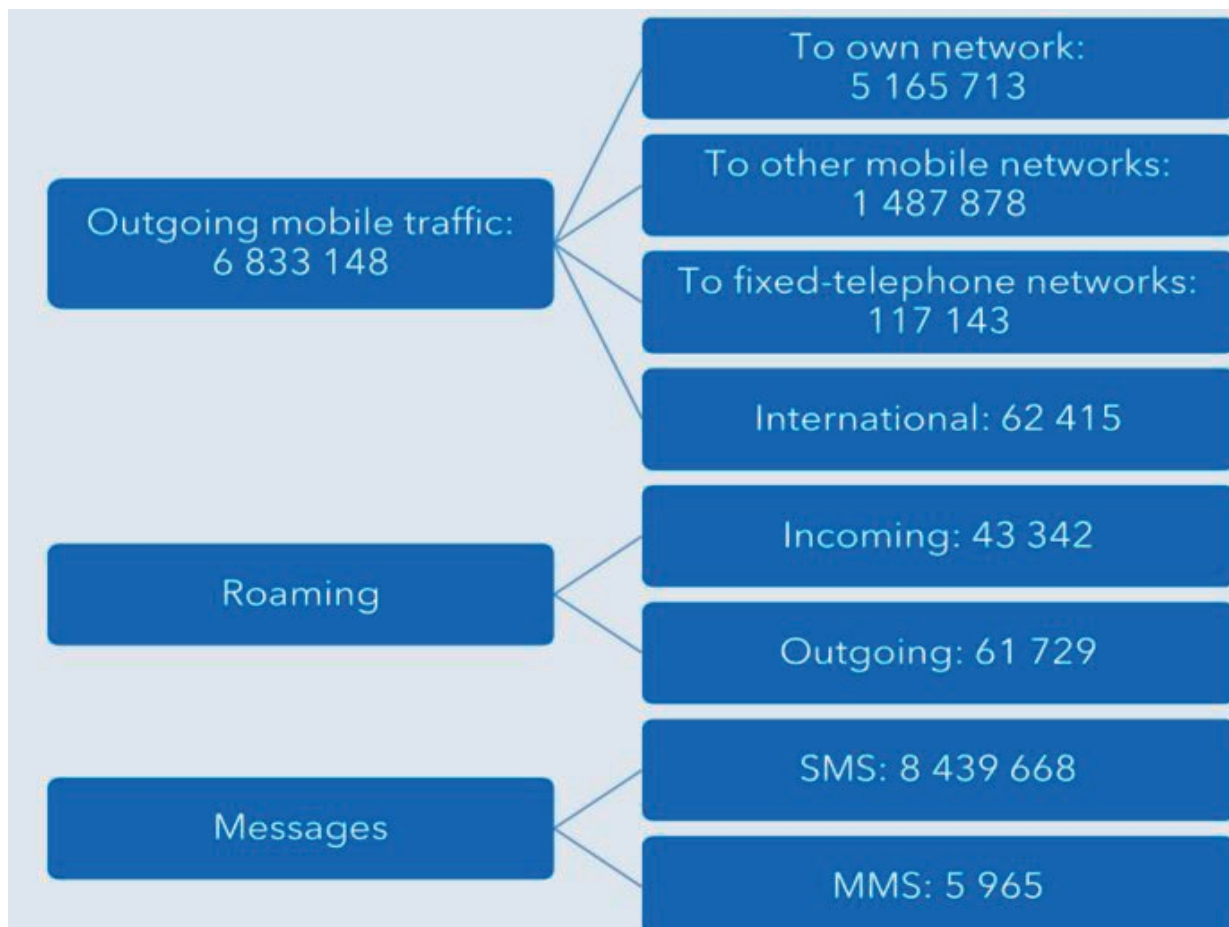 To own network:
5 165 713
To other mobile networks:
1 487 878
Outgoing mobile traffic:
6 833 148
To fixed-telephone networks:
117 143
International: 62 415
Incoming: 43 342
Roaming
Outgoing: 61 729
SMS: 8 439 668
Messages
MMS: 5 965